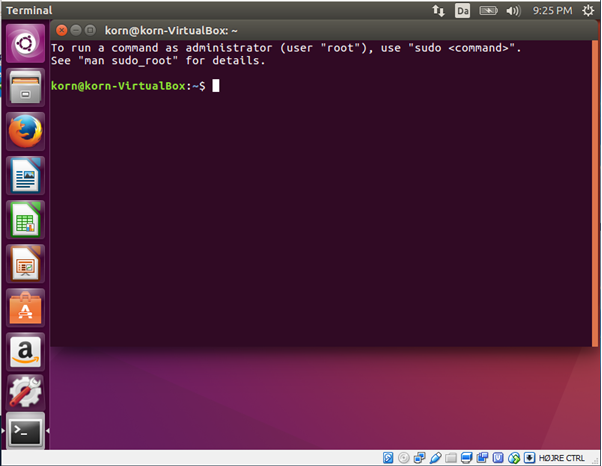 Terminal
Da
9:25 PM
korn@korn-VirtualBox: ~
To run a command as administrator (user "root"), use "sudo <command>".
See "man sudo_root" for details.
korn@korn-VirtualBox:~$
HØJRE CTRL